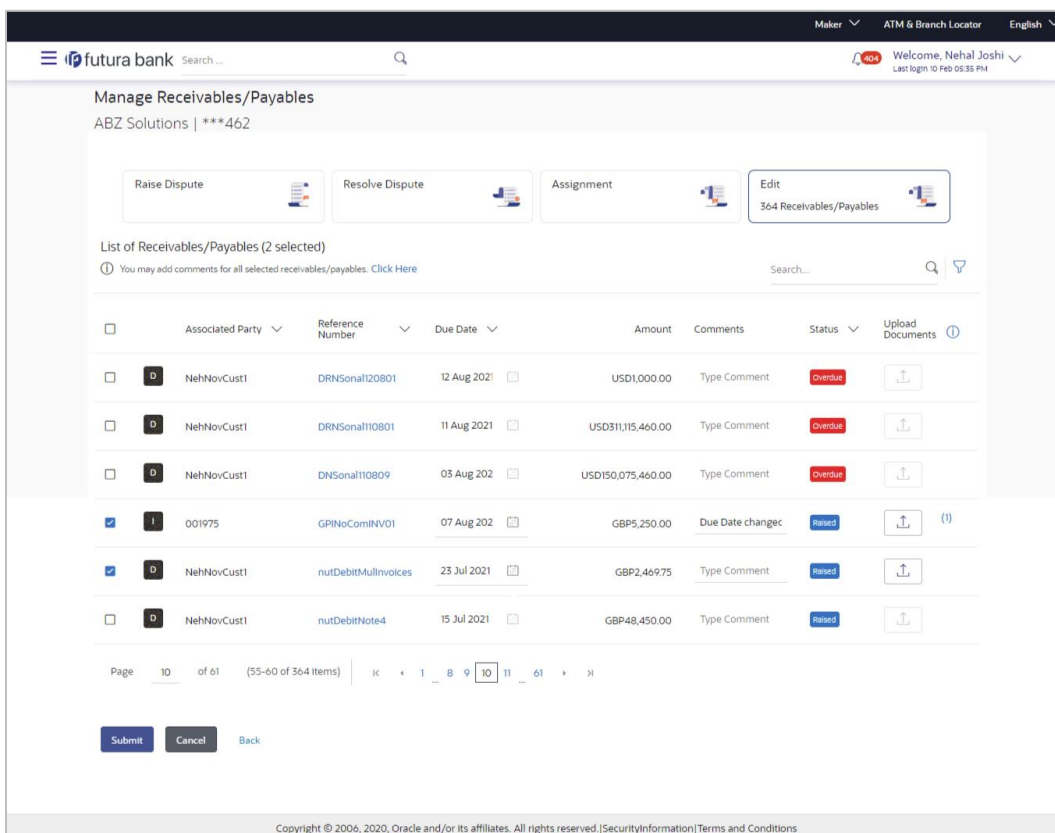 Maker ATM & Branch Locator English
futura bank Search ... 404 Welcome, Nehal Joshi
Last login 10 Feb 05:35 PM
Manage Receivables/Payables
ABZ Solutions | ***462
Raise Dispute Resolve Dispute Assignment Edit
364 Receivables/Payables
List of Receivables/Payables (2 selected)
You may add comments for all selected receivables/payables. Click Here Search...
Associated Party Reference Number Due Date Amount Comments Status Upload Documents
D NehNovCust1 DRNSonal120801 12 Aug 2021 USD1,000.00 Type Comment Overdue
D NehNovCust1 DRNSonal110801 11 Aug 2021 USD311,115,460.00 Type Comment Overdue
D NehNovCust1 DNSonal110809 03 Aug 202 USD150,075,460.00 Type Comment Overdue
I 001975 GPINoComINV01 07 Aug 202 GBP5,250.00 Due Date changec Raised (1)
D NehNovCust1 nutDebitMulInvoices 23 Jul 2021 GBP2,469.75 Type Comment Raised
D NehNovCust1 nutDebitNote4 15 Jul 2021 GBP48,450.00 Type Comment Raised
Page 10 of 61 (55-60 of 364 items) 1 ... 8 9 10 11 ... 61
Submit Cancel Back
Copyright © 2006, 2020, Oracle and/or its affiliates. All rights reserved.|SecurityInformation|Terms and Conditions